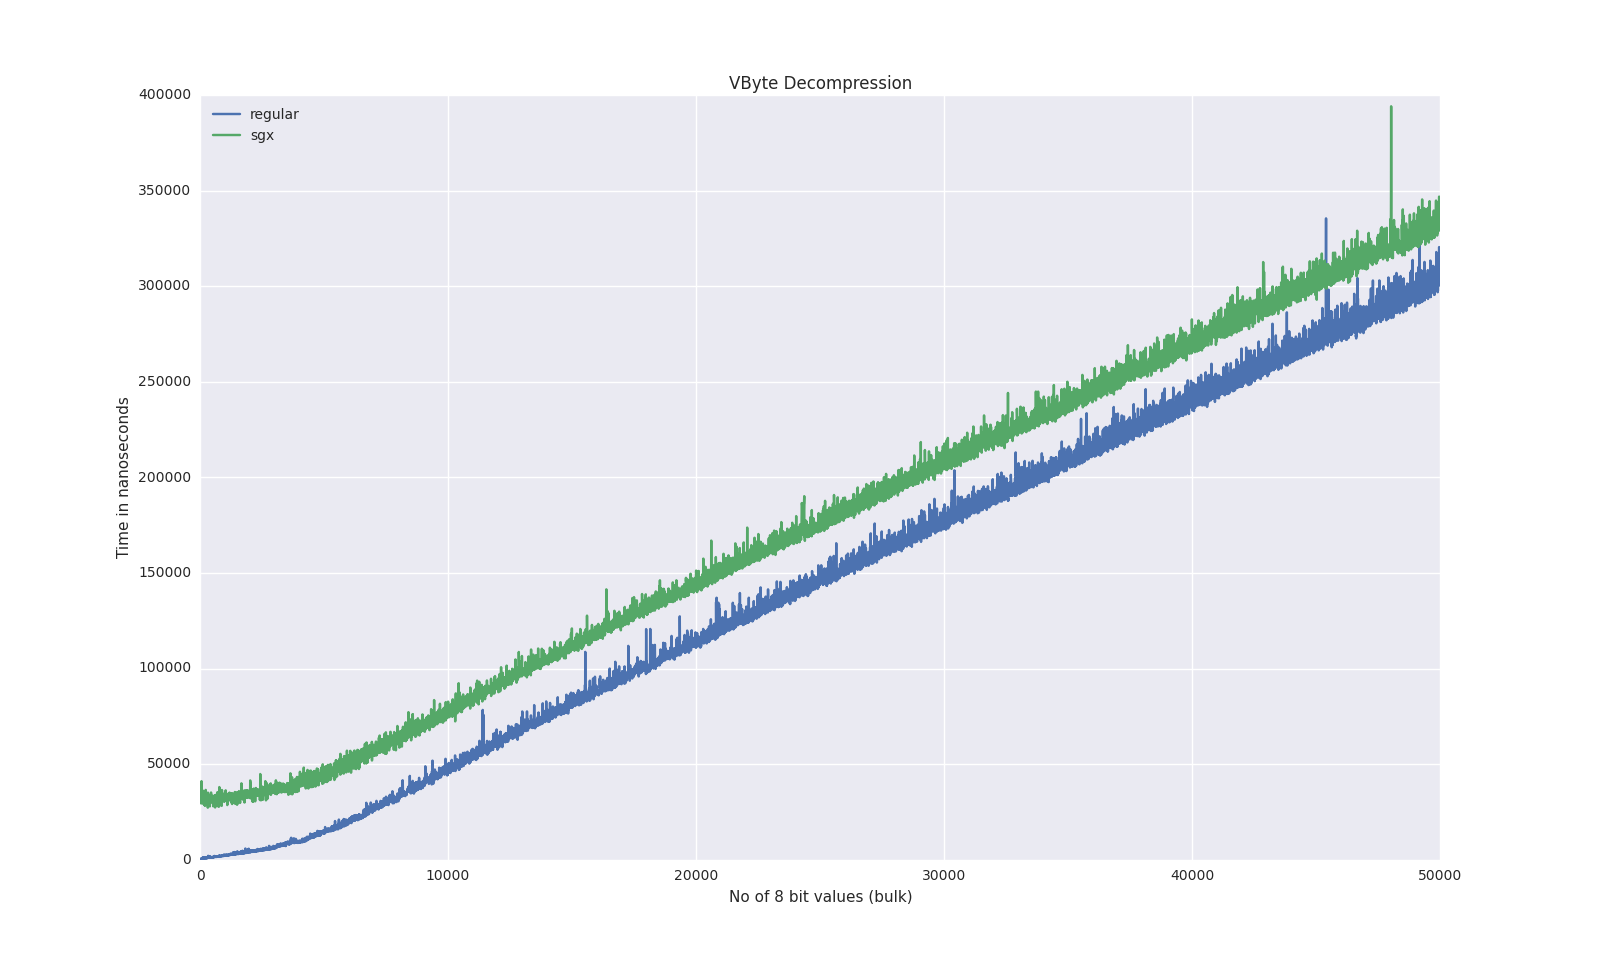 VByte Decompression
400000
350000
300000
250000
200000
150000
100000
50000
0
regular
sgx
Time in nanoseconds
0 10000 20000 30000 40000 50000
No of 8 bit values (bulk)